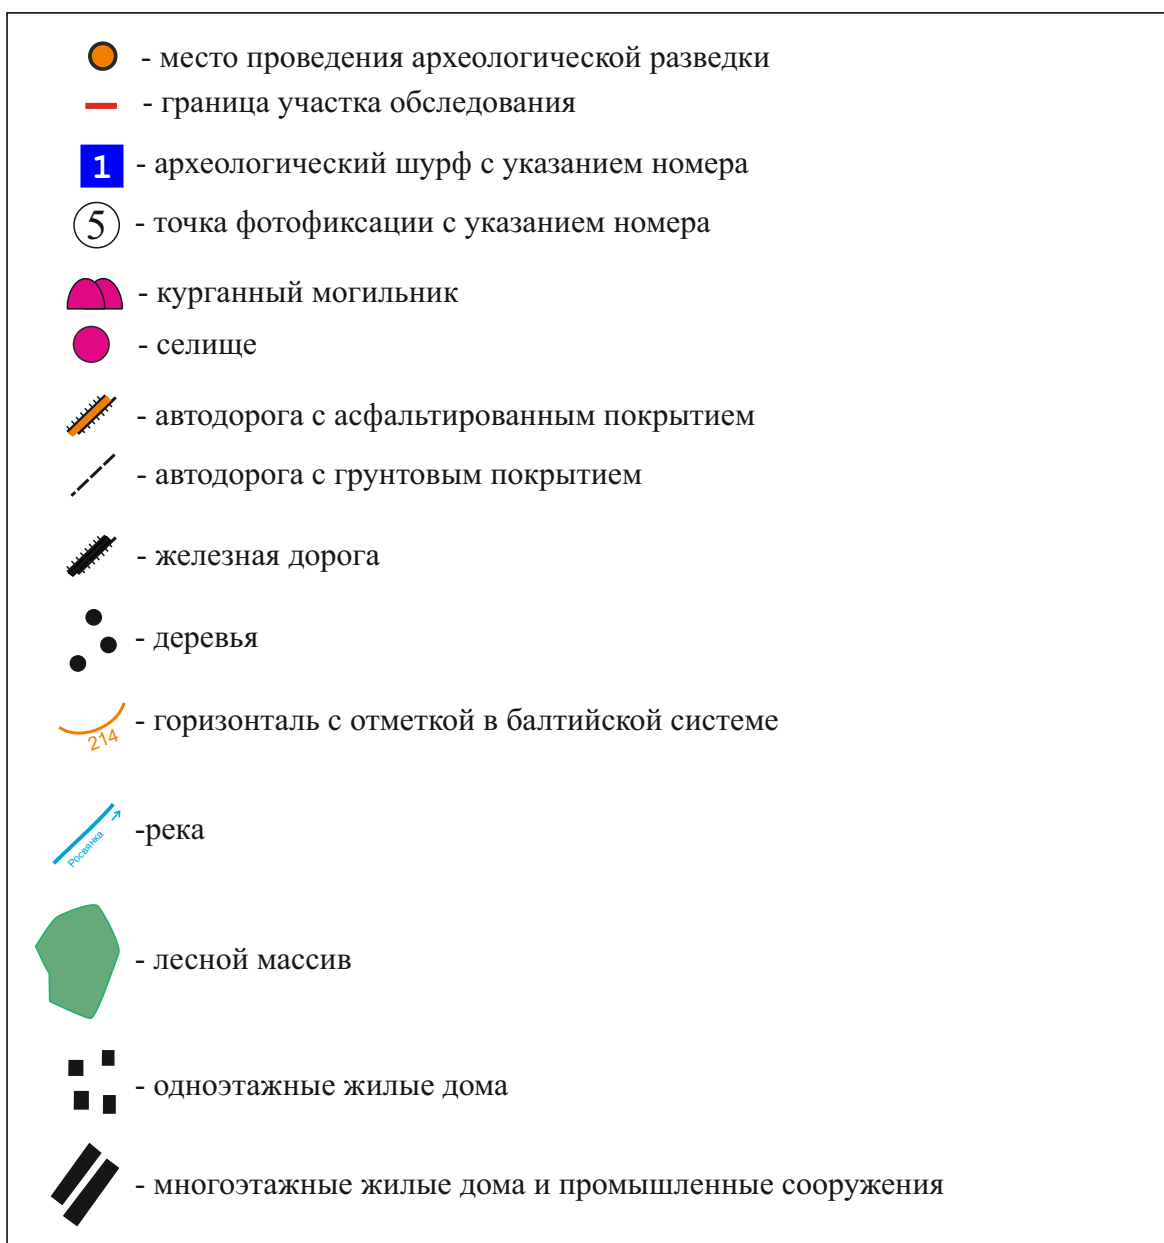 - место проведения археологической разведки
- граница участка обследования
1 - археологический шурф с указанием номера
5 - точка фотофиксации с указанием номера
- курганный могильник
- селище
- автодорога с асфальтированным покрытием
- автодорога с грунтовым покрытием
- железная дорога
- деревья
- горизонталь с отметкой в балтийской системе
214
Росвянка
-река
- лесной массив
- одноэтажные жилые дома
- многоэтажные жилые дома и промышленные сооружения